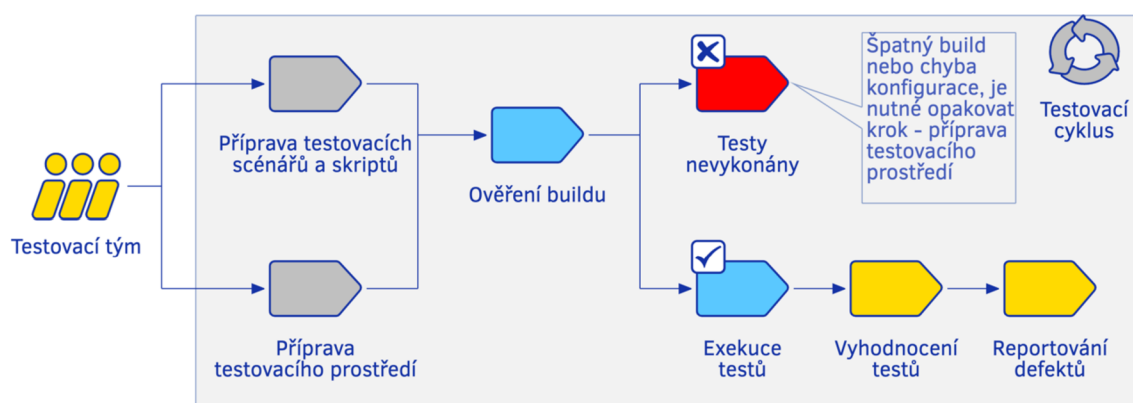 Testovací tým
Příprava testovacích
scénářů a skriptů
Příprava
testovacího prostředí
Ověření buildu
Testy
nevykonány
Špatný build
nebo chyba
konfigurace, je
nutné opakovat
krok - příprava
testovacího
prostředí
Testovací
cyklus
Exekuce
testů
Vyhodnocení
testů
Reportování
defektů